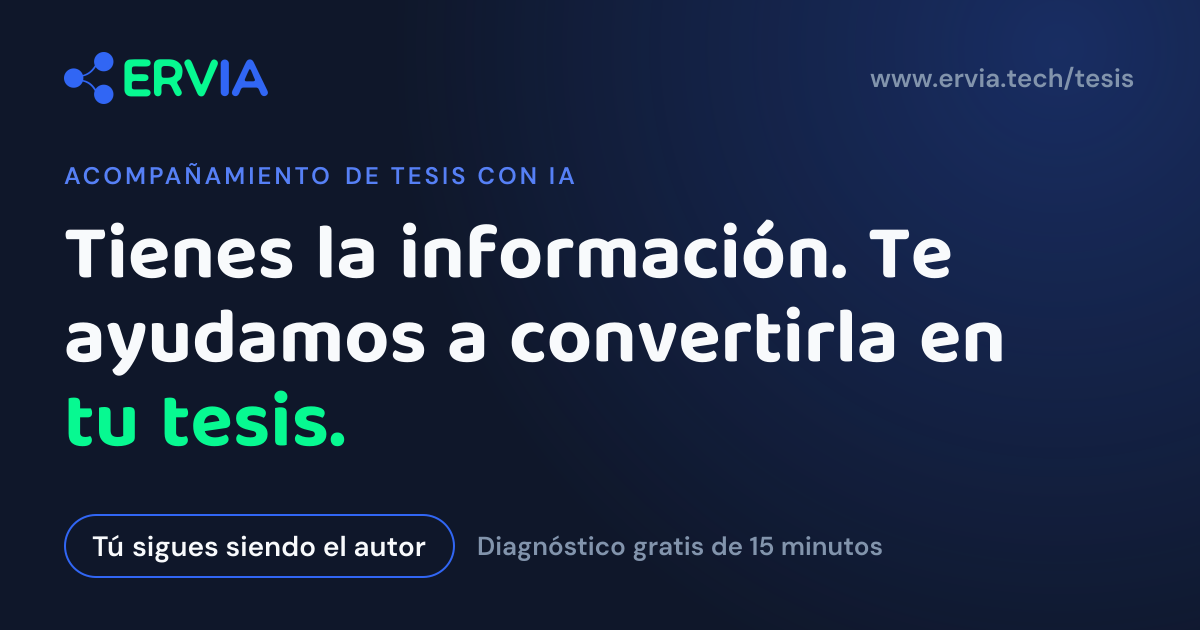 ERVIA
www.ervia.tech/tesis
ACOMPAÑAMIENTO DE TESIS CON IA
Tienes la información. Te
ayudamos a convertirla en
tu tesis.
Tú sigues siendo el autor
Diagnóstico gratis de 15 minutos